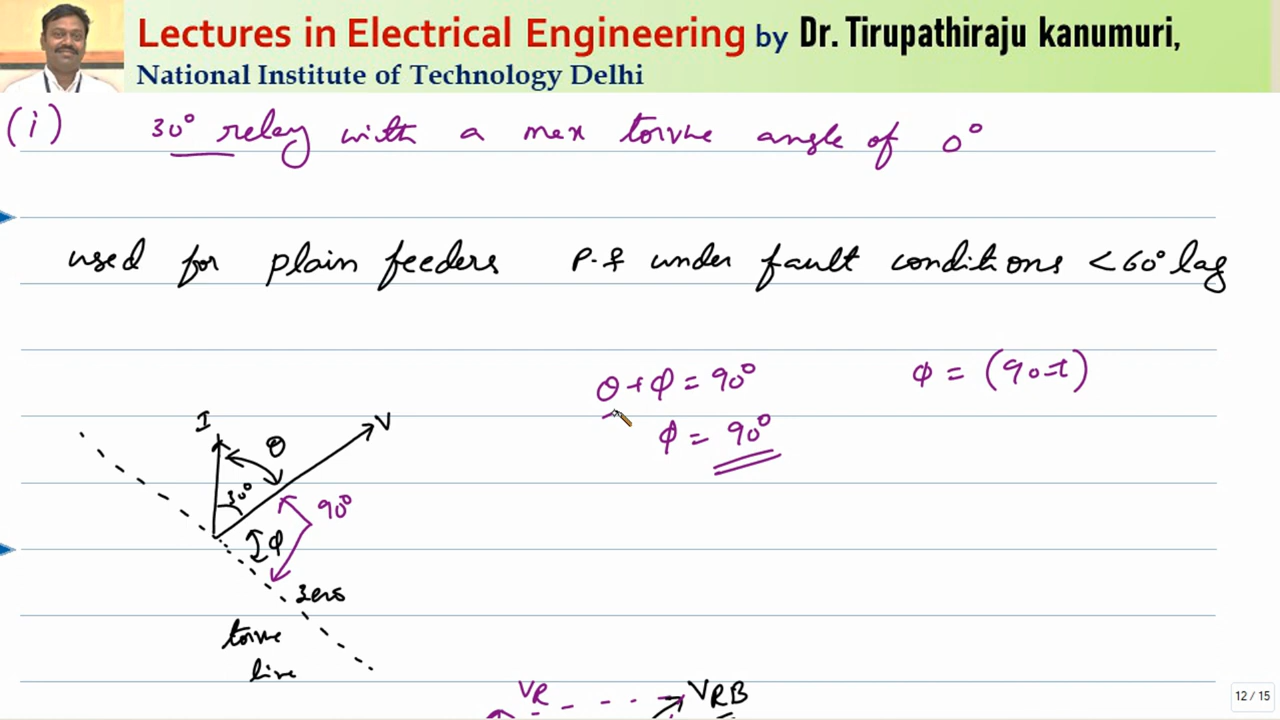 Lectures in Electrical Engineering by Dr. Tirupathiraju kanumuri,
National Institute of Technology Delhi
(i) 30° relay with a max torque angle of 0°
used for plain feeders P.f under fault conditions < 60° lag
θ + φ = 90° φ = (90-τ)
φ = 90°
I θ V
30° 90°
φ
zero
torque
line
VR VRB
12 / 15